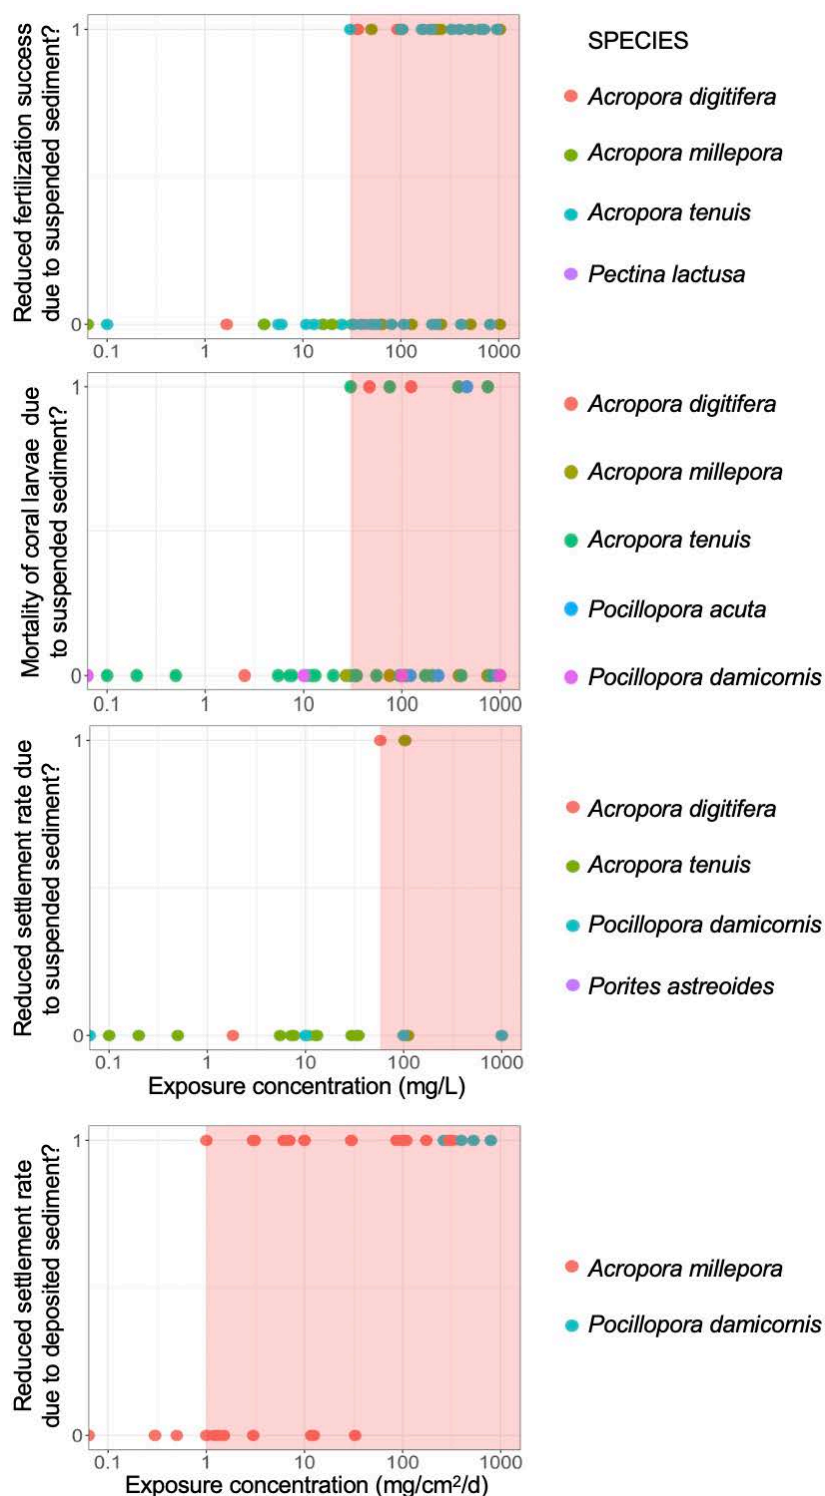 Reduced fertilization success
due to suspended sediment?
1
0
0.1 1 10 100 1000
SPECIES
Acropora digitifera
Acropora millepora
Acropora tenuis
Pectina lactusa
Mortality of coral larvae due
to suspended sediment?
1
0
0.1 1 10 100 1000
Acropora digitifera
Acropora millepora
Acropora tenuis
Pocillopora acuta
Pocillopora damicornis
Reduced settlement rate due
to suspended sediment?
1
0
0.1 1 10 100 1000
Exposure concentration (mg/L)
Acropora digitifera
Acropora tenuis
Pocillopora damicornis
Porites astreoides
Reduced settlement rate
due to deposited sediment?
1
0
0.1 1 10 100 1000
Exposure concentration (mg/cm²/d)
Acropora millepora
Pocillopora damicornis